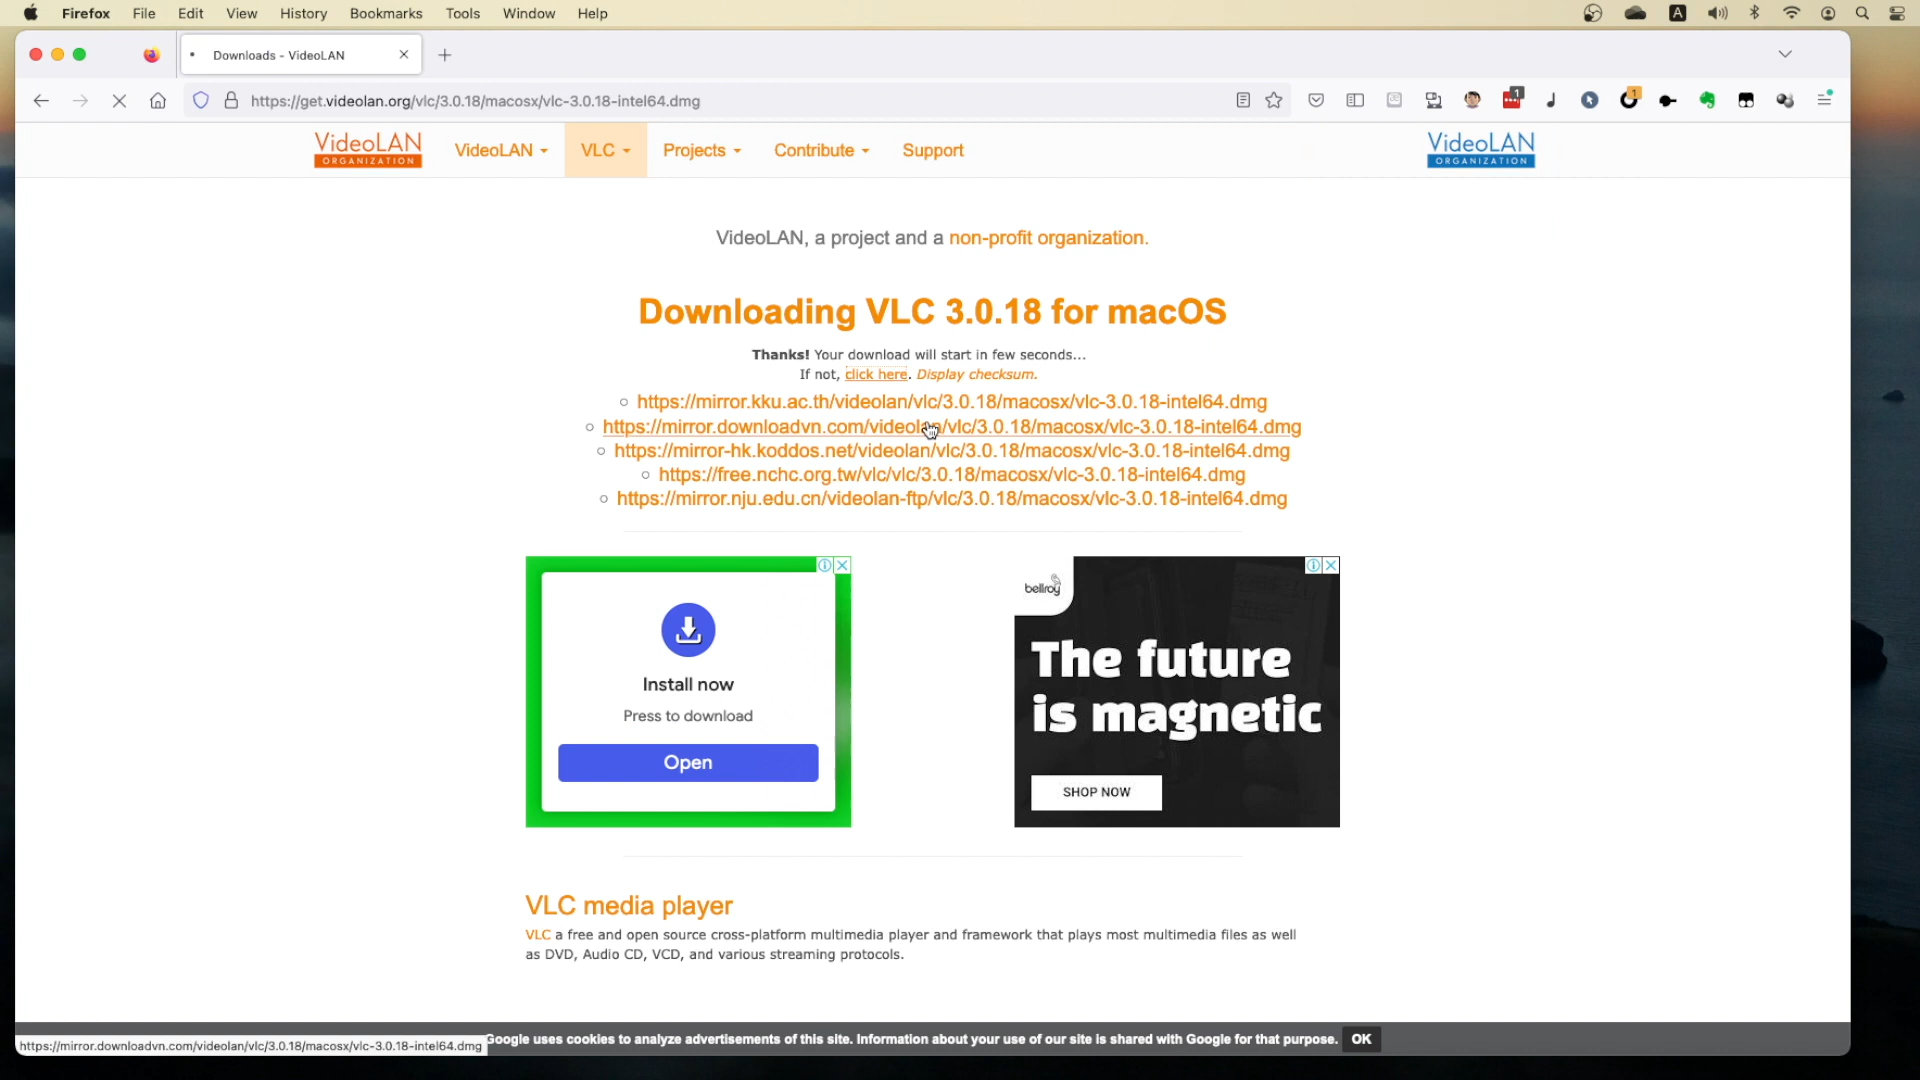 Firefox File Edit View History Bookmarks Tools Window Help A
Downloads - VideoLAN
https://get.videolan.org/vlc/3.0.18/macosx/vlc-3.0.18-intel64.dmg 1 1
VideoLAN ORGANIZATION VideoLAN VLC Projects Contribute Support VideoLAN ORGANIZATION
VideoLAN, a project and a non-profit organization.
Downloading VLC 3.0.18 for macOS
Thanks! Your download will start in few seconds...
If not, click here. Display checksum.
https://mirror.kku.ac.th/videolan/vlc/3.0.18/macosx/vlc-3.0.18-intel64.dmg
https://mirror.downloadvn.com/videolan/vlc/3.0.18/macosx/vlc-3.0.18-intel64.dmg
https://mirror-hk.koddos.net/videolan/vlc/3.0.18/macosx/vlc-3.0.18-intel64.dmg
https://free.nchc.org.tw/vlc/vlc/3.0.18/macosx/vlc-3.0.18-intel64.dmg
https://mirror.nju.edu.cn/videolan-ftp/vlc/3.0.18/macosx/vlc-3.0.18-intel64.dmg
Install now
Press to download
Open
bellroy
The future
is magnetic
SHOP NOW
VLC media player
VLC a free and open source cross-platform multimedia player and framework that plays most multimedia files as well
as DVD, Audio CD, VCD, and various streaming protocols.
Google uses cookies to analyze advertisements of this site. Information about your use of our site is shared with Google for that purpose. OK
https://mirror.downloadvn.com/videolan/vlc/3.0.18/macosx/vlc-3.0.18-intel64.dmg